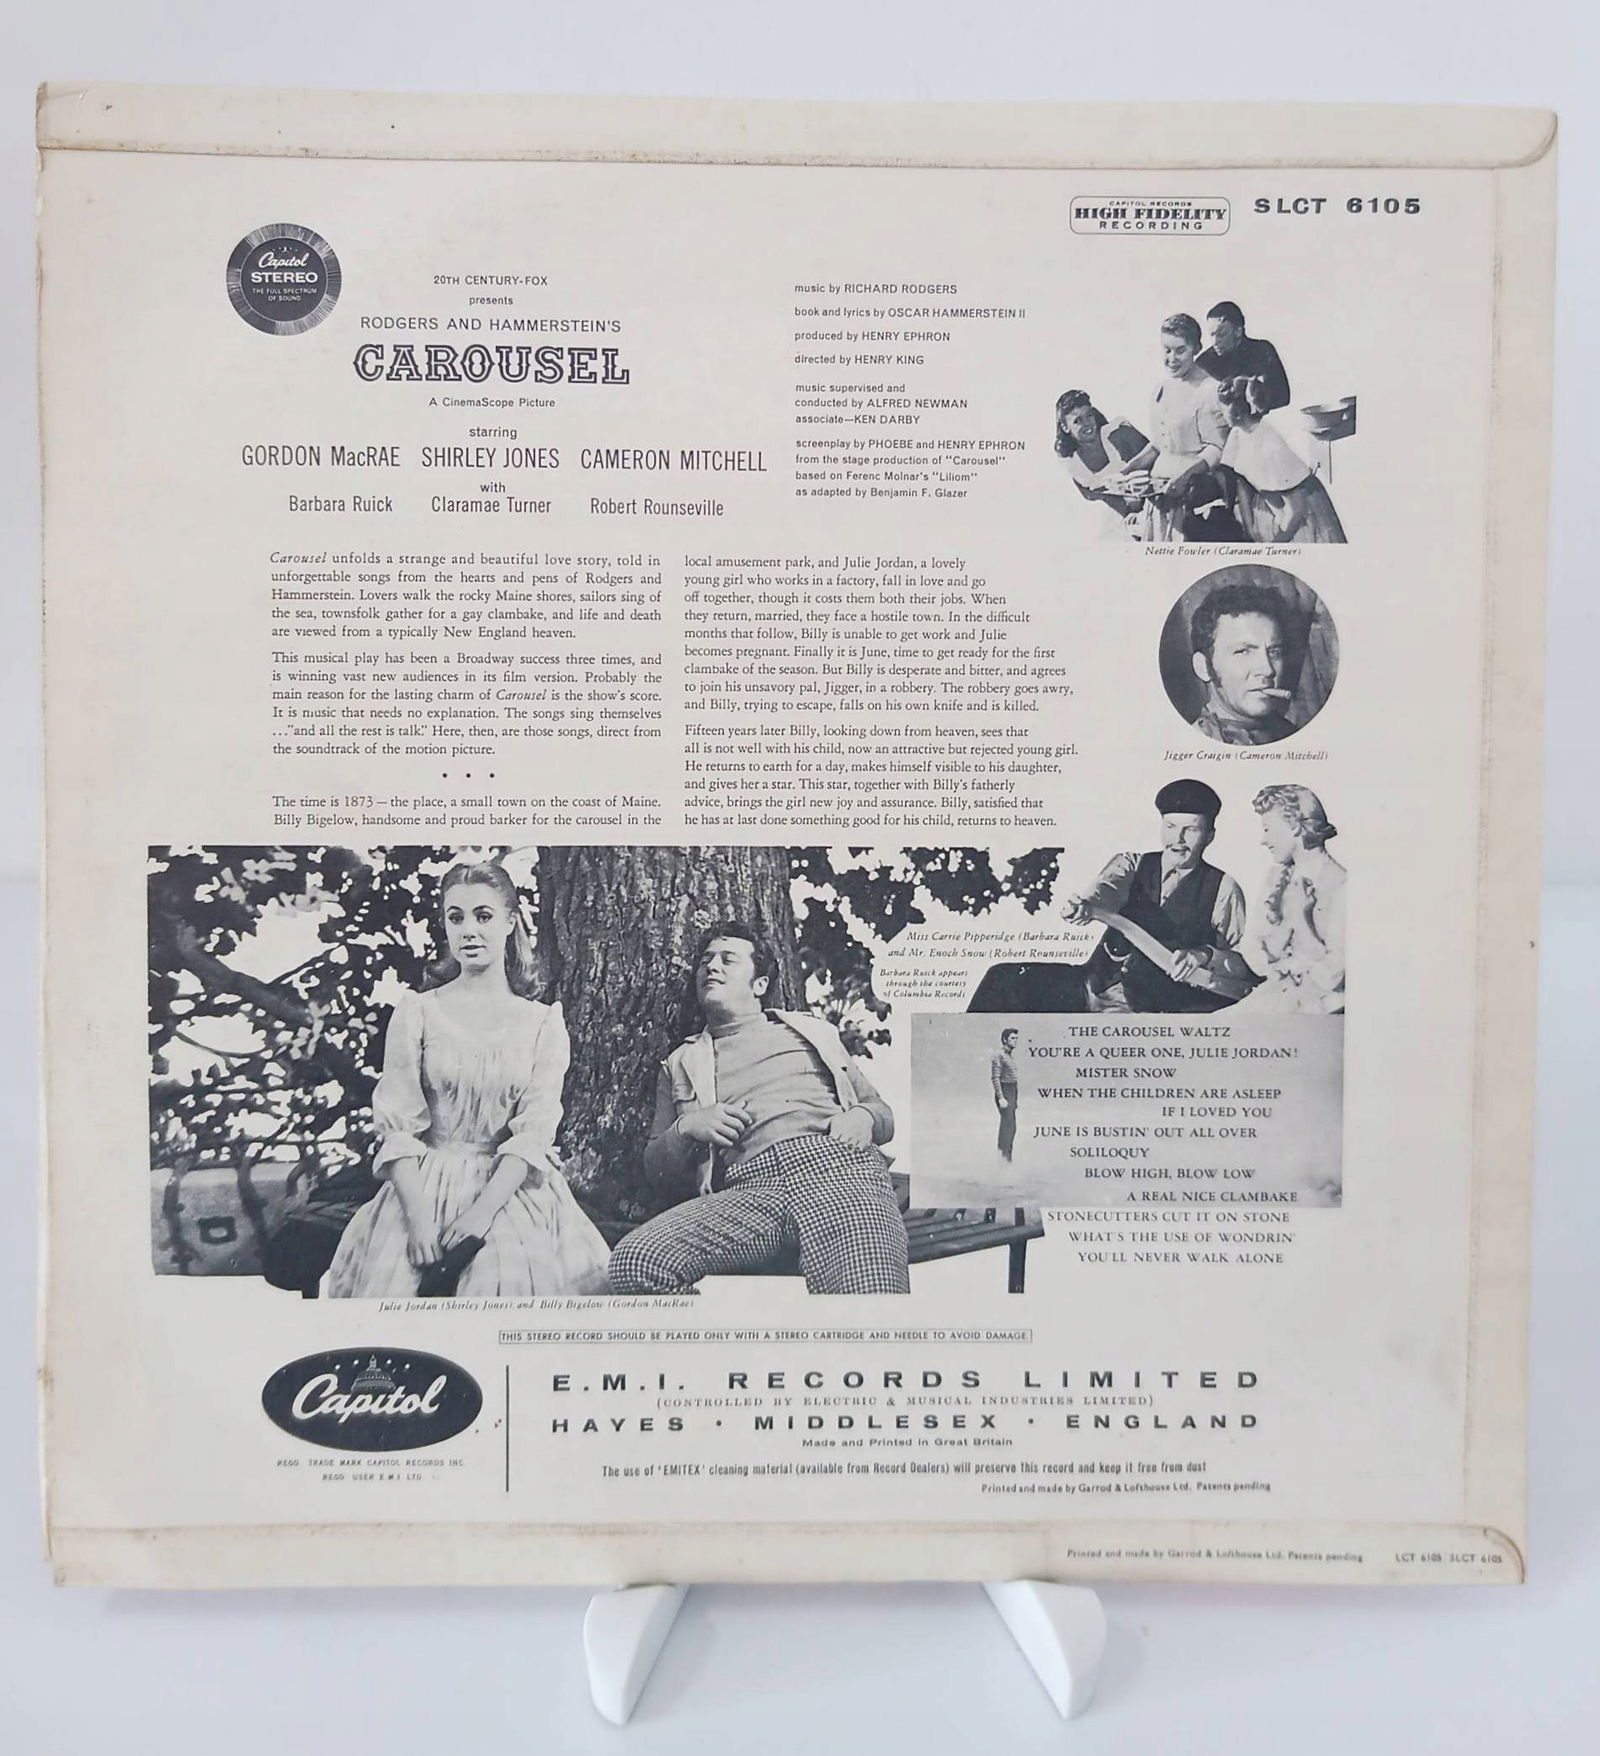 CAPITOL RECORDS
HIGH FIDELITY
RECORDING
SLCT 6105
Capitol
STEREO
THE FULL SPECTRUM
OF SOUND
20TH CENTURY-FOX
presents
RODGERS AND HAMMERSTEIN'S
CAROUSEL
A CinemaScope Picture
starring
GORDON MacRAE SHIRLEY JONES CAMERON MITCHELL
with
Barbara Ruick Claramae Turner Robert Rounseville
music by RICHARD RODGERS
book and lyrics by OSCAR HAMMERSTEIN II
produced by HENRY EPHRON
directed by HENRY KING
music supervised and
conducted by ALFRED NEWMAN
associate—KEN DARBY
screenplay by PHOEBE and HENRY EPHRON
from the stage production of "Carousel"
based on Ferenc Molnar's "Liliom"
as adapted by Benjamin F. Glazer
Nettie Fowler (Claramae Turner)
Carousel unfolds a strange and beautiful love story, told in
unforgettable songs from the hearts and pens of Rodgers and
Hammerstein. Lovers walk the rocky Maine shores, sailors sing of
the sea, townsfolk gather for a gay clambake, and life and death
are viewed from a typically New England heaven.
This musical play has been a Broadway success three times, and
is winning vast new audiences in its film version. Probably the
main reason for the lasting charm of Carousel is the show's score.
It is music that needs no explanation. The songs sing themselves
..."and all the rest is talk." Here, then, are those songs, direct from
the soundtrack of the motion picture.
• • •
The time is 1873 — the place, a small town on the coast of Maine.
Billy Bigelow, handsome and proud barker for the carousel in the
local amusement park, and Julie Jordan, a lovely
young girl who works in a factory, fall in love and go
off together, though it costs them both their jobs. When
they return, married, they face a hostile town. In the difficult
months that follow, Billy is unable to get work and Julie
becomes pregnant. Finally it is June, time to get ready for the first
clambake of the season. But Billy is desperate and bitter, and agrees
to join his unsavory pal, Jigger, in a robbery. The robbery goes awry,
and Billy, trying to escape, falls on his own knife and is killed.
Fifteen years later Billy, looking down from heaven, sees that
all is not well with his child, now an attractive but rejected young girl.
He returns to earth for a day, makes himself visible to his daughter,
and gives her a star. This star, together with Billy's fatherly
advice, brings the girl new joy and assurance. Billy, satisfied that
he has at last done something good for his child, returns to heaven.
Jigger Craigin (Cameron Mitchell)
Miss Carrie Pipperidge (Barbara Ruick)
and Mr. Enoch Snow (Robert Rounseville)
Barbara Ruick appears
through the courtesy
of Columbia Records
THE CAROUSEL WALTZ
YOU'RE A QUEER ONE, JULIE JORDAN!
MISTER SNOW
WHEN THE CHILDREN ARE ASLEEP
IF I LOVED YOU
JUNE IS BUSTIN' OUT ALL OVER
SOLILOQUY
BLOW HIGH, BLOW LOW
A REAL NICE CLAMBAKE
STONECUTTERS CUT IT ON STONE
WHAT'S THE USE OF WONDRIN'
YOU'LL NEVER WALK ALONE
Julie Jordan (Shirley Jones) and Billy Bigelow (Gordon MacRae)
THIS STEREO RECORD SHOULD BE PLAYED ONLY WITH A STEREO CARTRIDGE AND NEEDLE TO AVOID DAMAGE.
Capitol
REGD. TRADE MARK CAPITOL RECORDS INC.
REGD. USER E.M.I. LTD.
E.M.I. RECORDS LIMITED
(CONTROLLED BY ELECTRIC & MUSICAL INDUSTRIES LIMITED)
HAYES • MIDDLESEX • ENGLAND
Made and Printed in Great Britain
The use of 'EMITEX' cleaning material (available from Record Dealers) will preserve this record and keep it free from dust
Printed and made by Garrod & Lofthouse Ltd. Patents pending
Printed and made by Garrod & Lofthouse Ltd. Patents pending LCT 6105 SLCT 6105